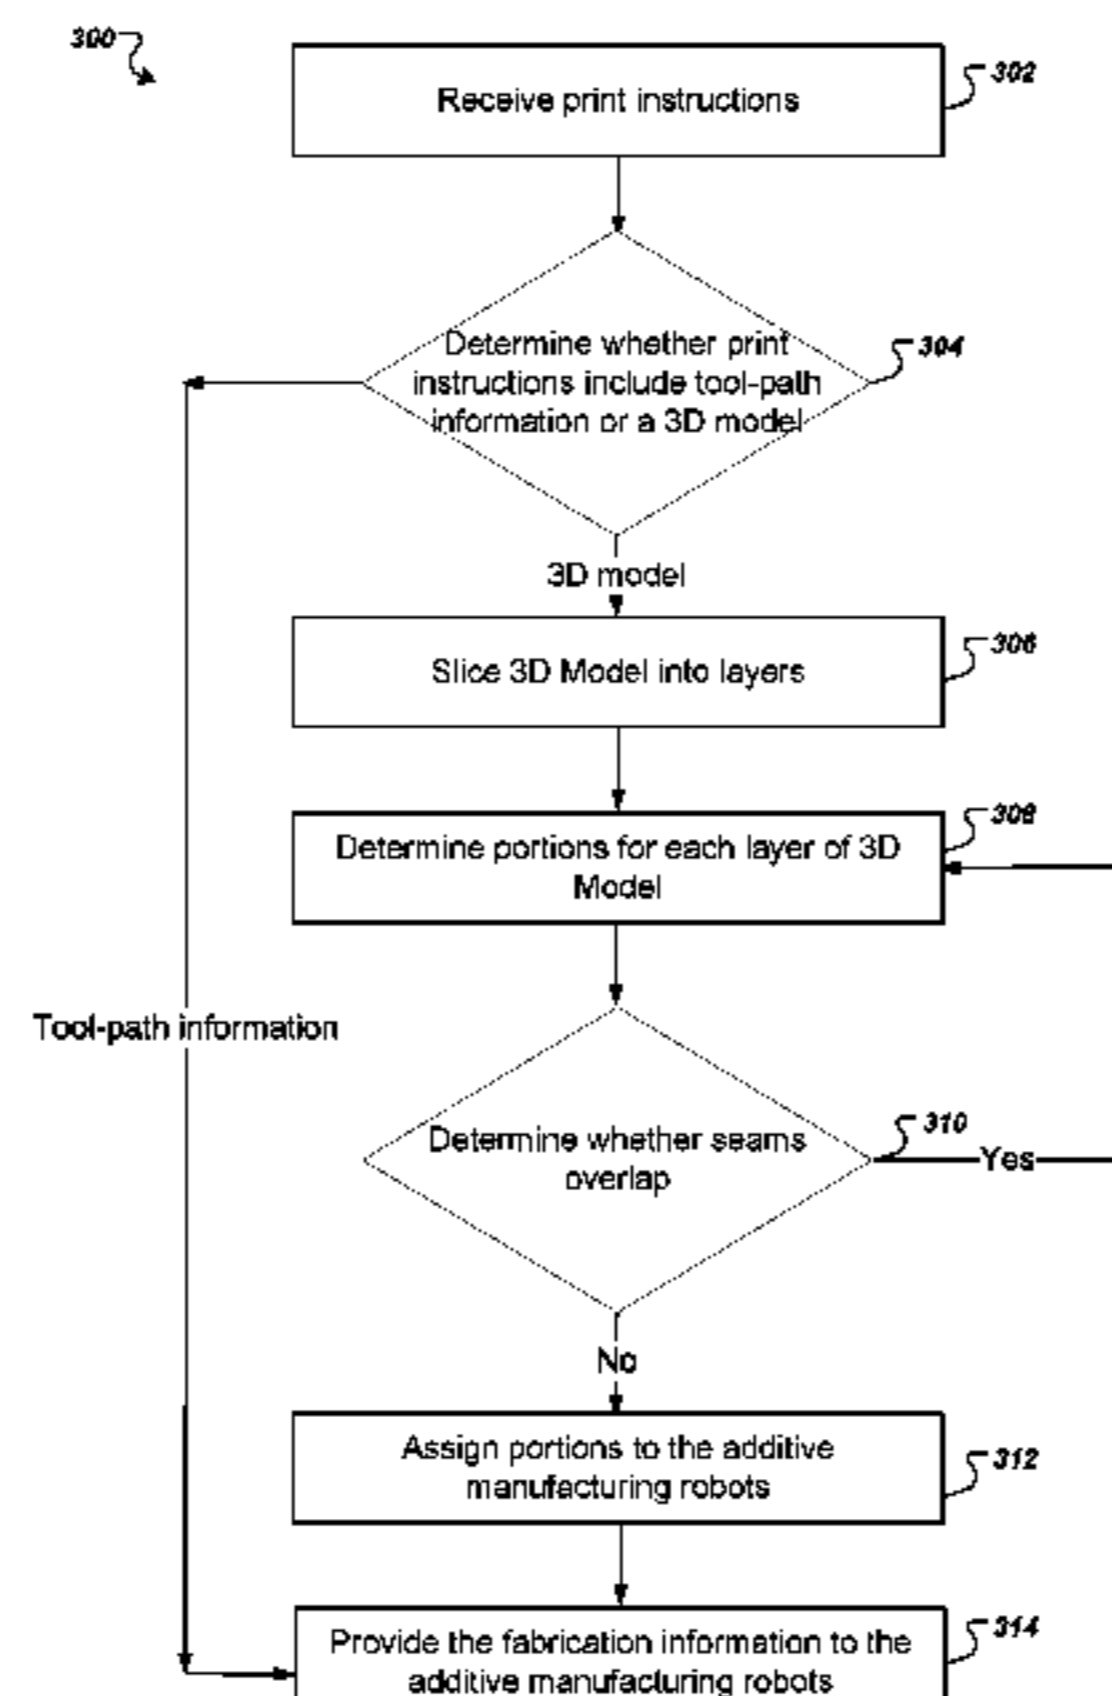 300
Receive print instructions
302
Determine whether print
instructions include tool-path
information or a 3D model
304
3D model
Slice 3D Model into layers
306
Determine portions for each layer of 3D
Model
308
Tool-path information
Determine whether seams
overlap
310
Yes
No
Assign portions to the additive
manufacturing robots
312
Provide the fabrication information to the
additive manufacturing robots
314